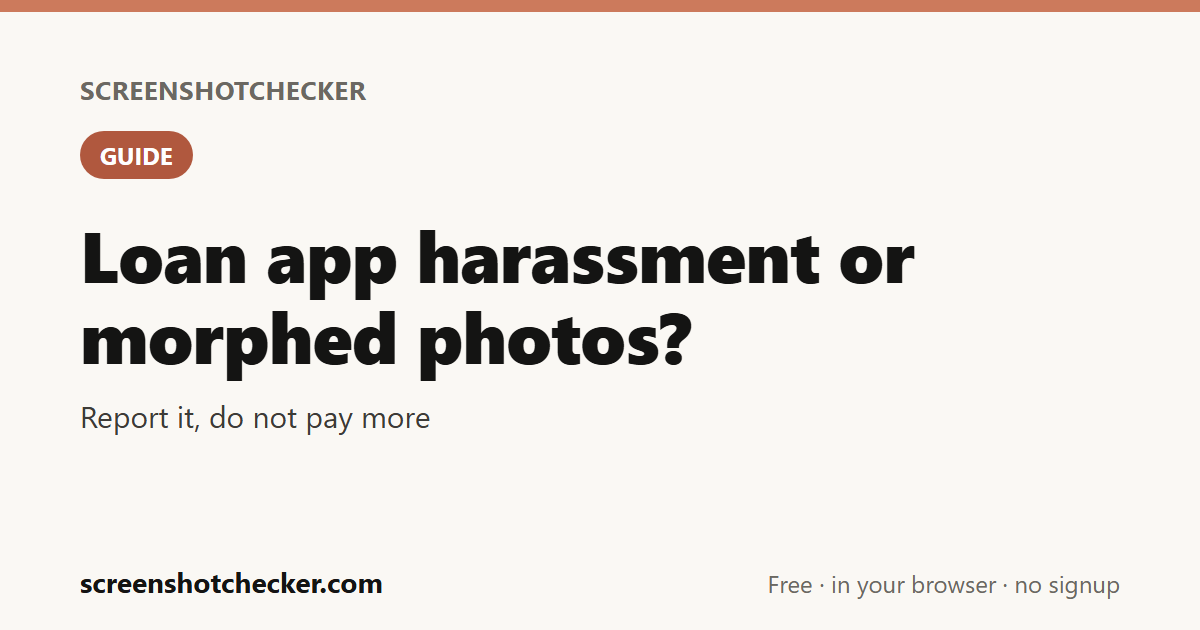 SCREENSHOTCHECKER
GUIDE
Loan app harassment or
morphed photos?
Report it, do not pay more
screenshotchecker.com
Free · in your browser · no signup